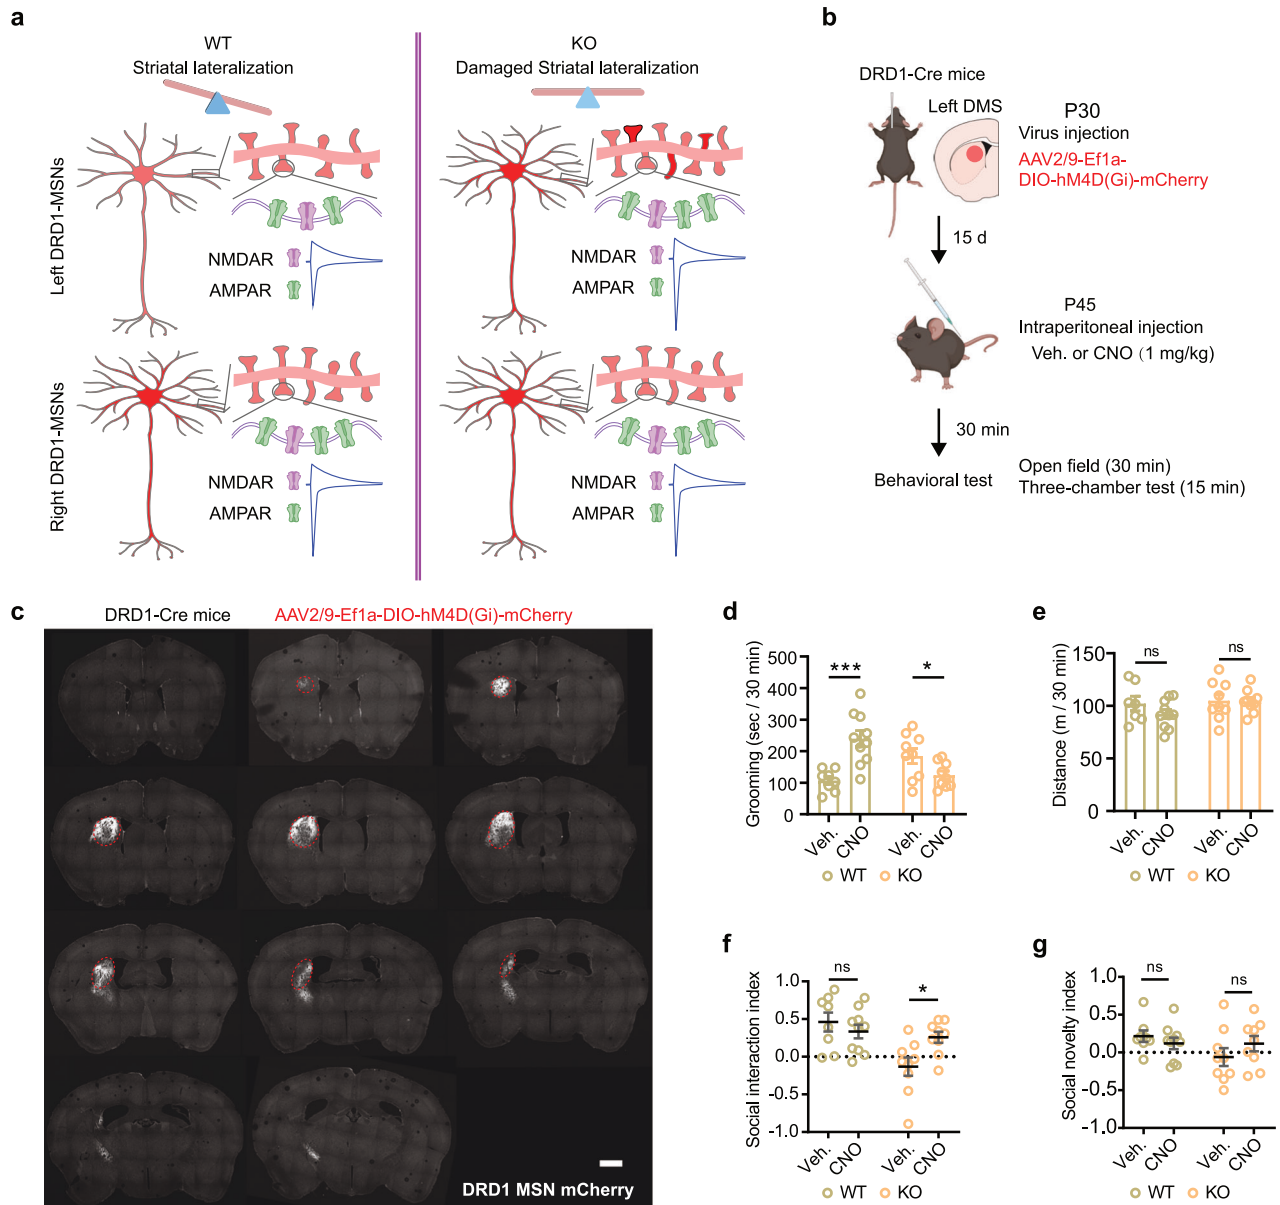 a
WT
Striatal lateralization
KO
Damaged Striatal lateralization
Left DRD1-MSNs
NMDAR
AMPAR
NMDAR
AMPAR
Right DRD1-MSNs
NMDAR
AMPAR
NMDAR
AMPAR
b
DRD1-Cre mice
Left DMS
P30
Virus injection
AAV2/9-Ef1a-
DIO-hM4D(Gi)-mCherry
15 d
P45
Intraperitoneal injection
Veh. or CNO (1 mg/kg)
30 min
Behavioral test
Open field (30 min)
Three-chamber test (15 min)
c
DRD1-Cre mice
AAV2/9-Ef1a-DIO-hM4D(Gi)-mCherry
DRD1 MSN mCherry
d
Grooming (sec / 30 min)
500
400
300
200
100
0
***
*
Veh.
CNO
Veh.
CNO
WT
KO
e
Distance (m / 30 min)
150
100
50
0
ns
ns
Veh.
CNO
Veh.
CNO
WT
KO
f
Social interaction index
1.0
0.5
0.0
-0.5
-1.0
ns
*
Veh.
CNO
Veh.
CNO
WT
KO
g
Social novelty index
1.0
0.5
0.0
-0.5
-1.0
ns
ns
Veh.
CNO
Veh.
CNO
WT
KO